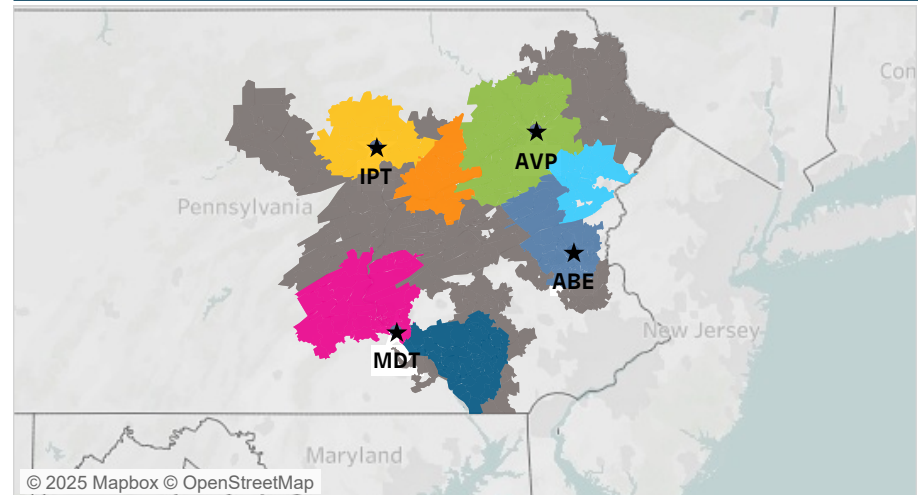 Con
AVP
IPT
Pennsylvania
ABE
New Jersey
MDT
Maryland
© 2025 Mapbox © OpenStreetMap